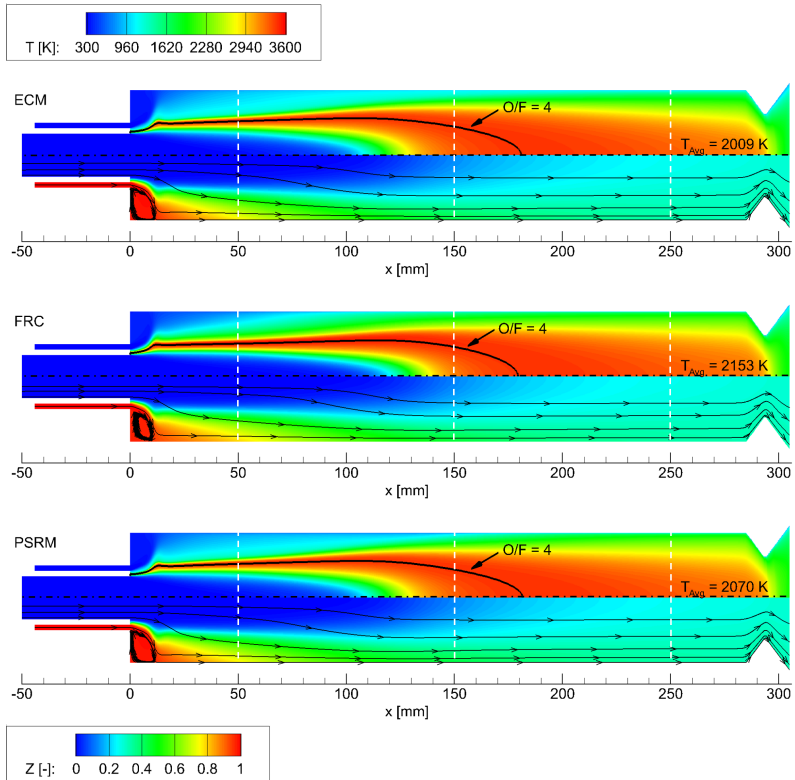 T [K]: 300 960 1620 2280 2940 3600
ECM
O/F = 4
T_Avg. = 2009 K
-50 0 50 100 150 200 250 300
x [mm]
FRC
O/F = 4
T_Avg. = 2153 K
-50 0 50 100 150 200 250 300
x [mm]
PSRM
O/F = 4
T_Avg. = 2070 K
-50 0 50 100 150 200 250 300
x [mm]
Z [-]: 0 0.2 0.4 0.6 0.8 1